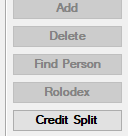 Add
Delete
Find Person
Rolodex
Credit Split